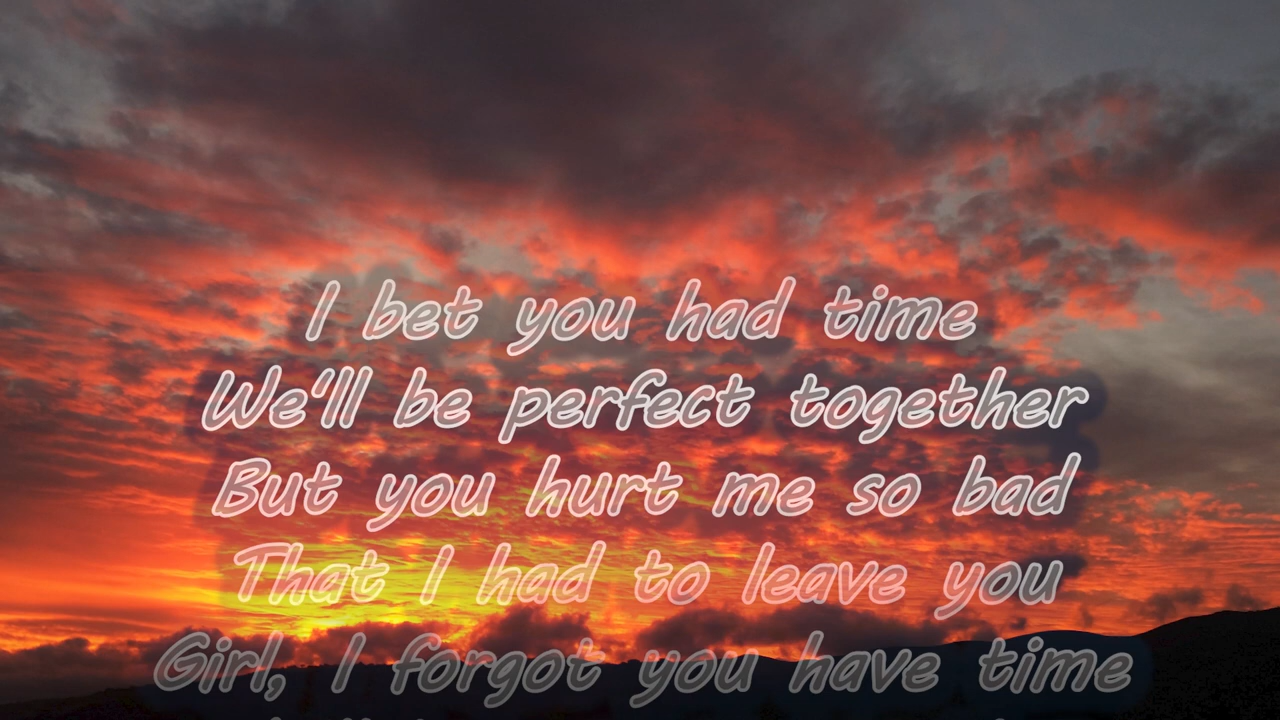 I bet you had time
We'll be perfect together
But you hurt me so bad
That I had to leave you
Girl, I forgot you have time